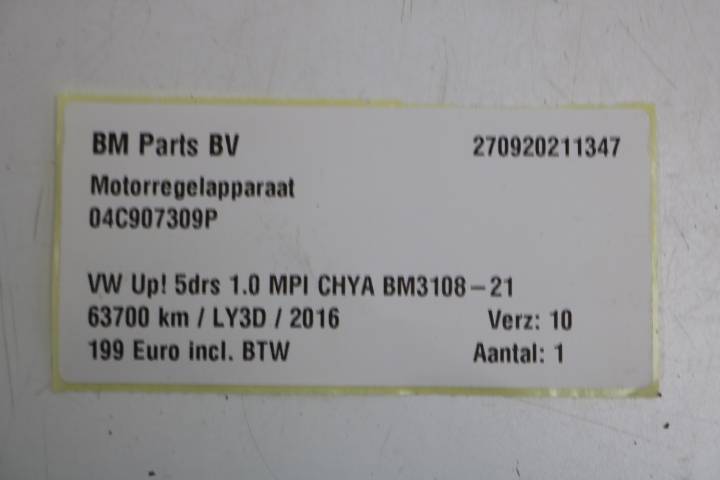 BM Parts BV 270920211347
Motorregelapparaat
04C907309P
VW Up! 5drs 1.0 MPI CHYA BM3108-21
63700 km / LY3D / 2016 Verz: 10
199 Euro incl. BTW Aantal: 1